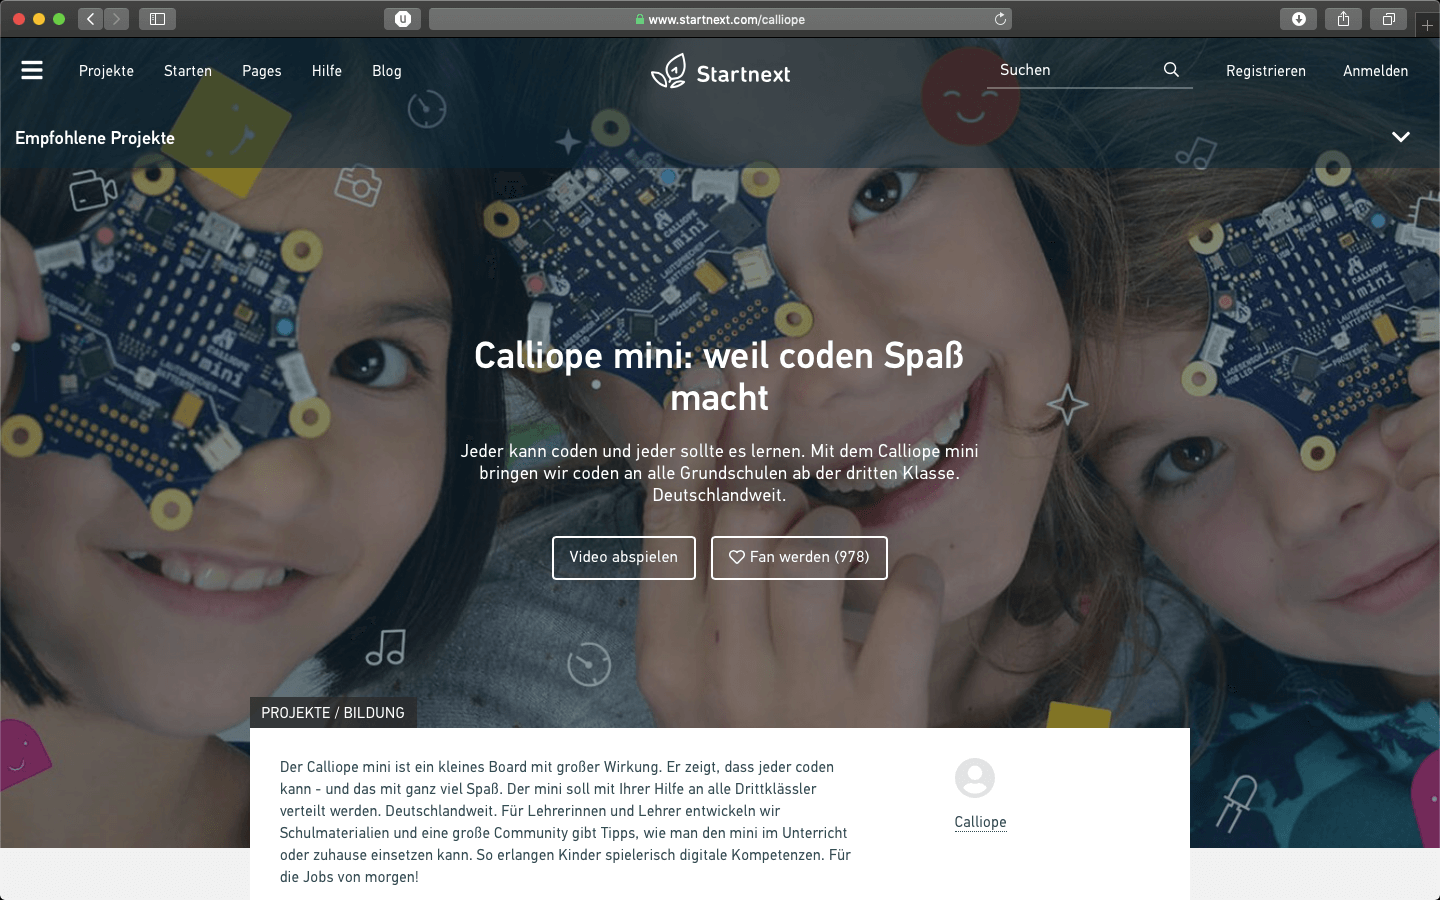 www.startnext.com/calliope
Projekte Starten Pages Hilfe Blog
Startnext
Suchen
Registrieren Anmelden
Empfohlene Projekte
CALLIOPE
mini
CALLIOPE
mini
CALLIOPE
mini
Calliope mini: weil coden Spaß
macht
Jeder kann coden und jeder sollte es lernen. Mit dem Calliope mini
bringen wir coden an alle Grundschulen ab der dritten Klasse.
Deutschlandweit.
Video abspielen
Fan werden (978)
PROJEKTE / BILDUNG
Der Calliope mini ist ein kleines Board mit großer Wirkung. Er zeigt, dass jeder coden
kann - und das mit ganz viel Spaß. Der mini soll mit Ihrer Hilfe an alle Drittklässler
verteilt werden. Deutschlandweit. Für Lehrerinnen und Lehrer entwickeln wir
Schulmaterialien und eine große Community gibt Tipps, wie man den mini im Unterricht
oder zuhause einsetzen kann. So erlangen Kinder spielerisch digitale Kompetenzen. Für
die Jobs von morgen!
Calliope